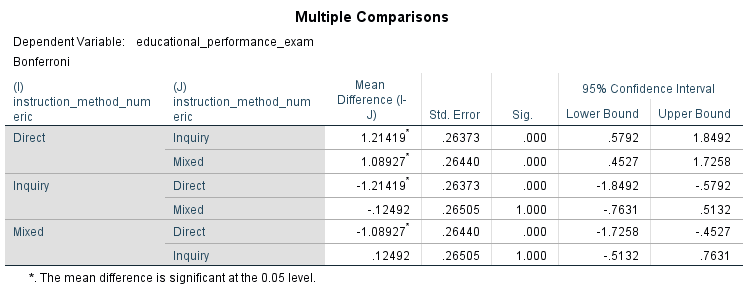 Multiple Comparisons
Dependent Variable: educational_performance_exam
Bonferroni
(I) instruction_method_num eric (J) instruction_method_num eric Mean Difference (I- J) Std. Error Sig. 95% Confidence Interval Lower Bound Upper Bound
Direct Inquiry 1.21419* .26373 .000 .5792 1.8492
Mixed 1.08927* .26440 .000 .4527 1.7258
Inquiry Direct -1.21419* .26373 .000 -1.8492 -.5792
Mixed -.12492 .26505 1.000 -.7631 .5132
Mixed Direct -1.08927* .26440 .000 -1.7258 -.4527
Inquiry .12492 .26505 1.000 -.5132 .7631
*. The mean difference is significant at the 0.05 level.